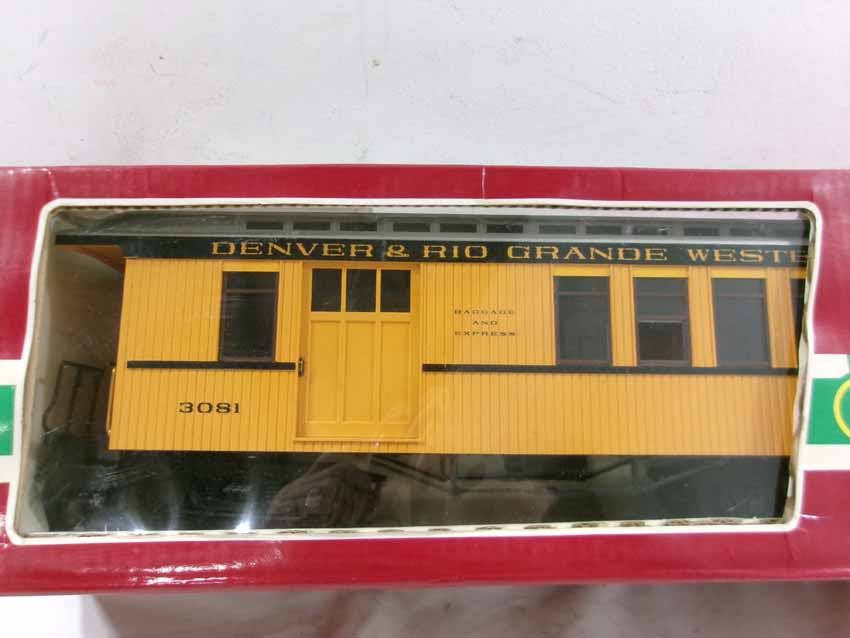 DENVER & RIO GRANDE WESTE
BAGGAGE
AND
EXPRESS
3081